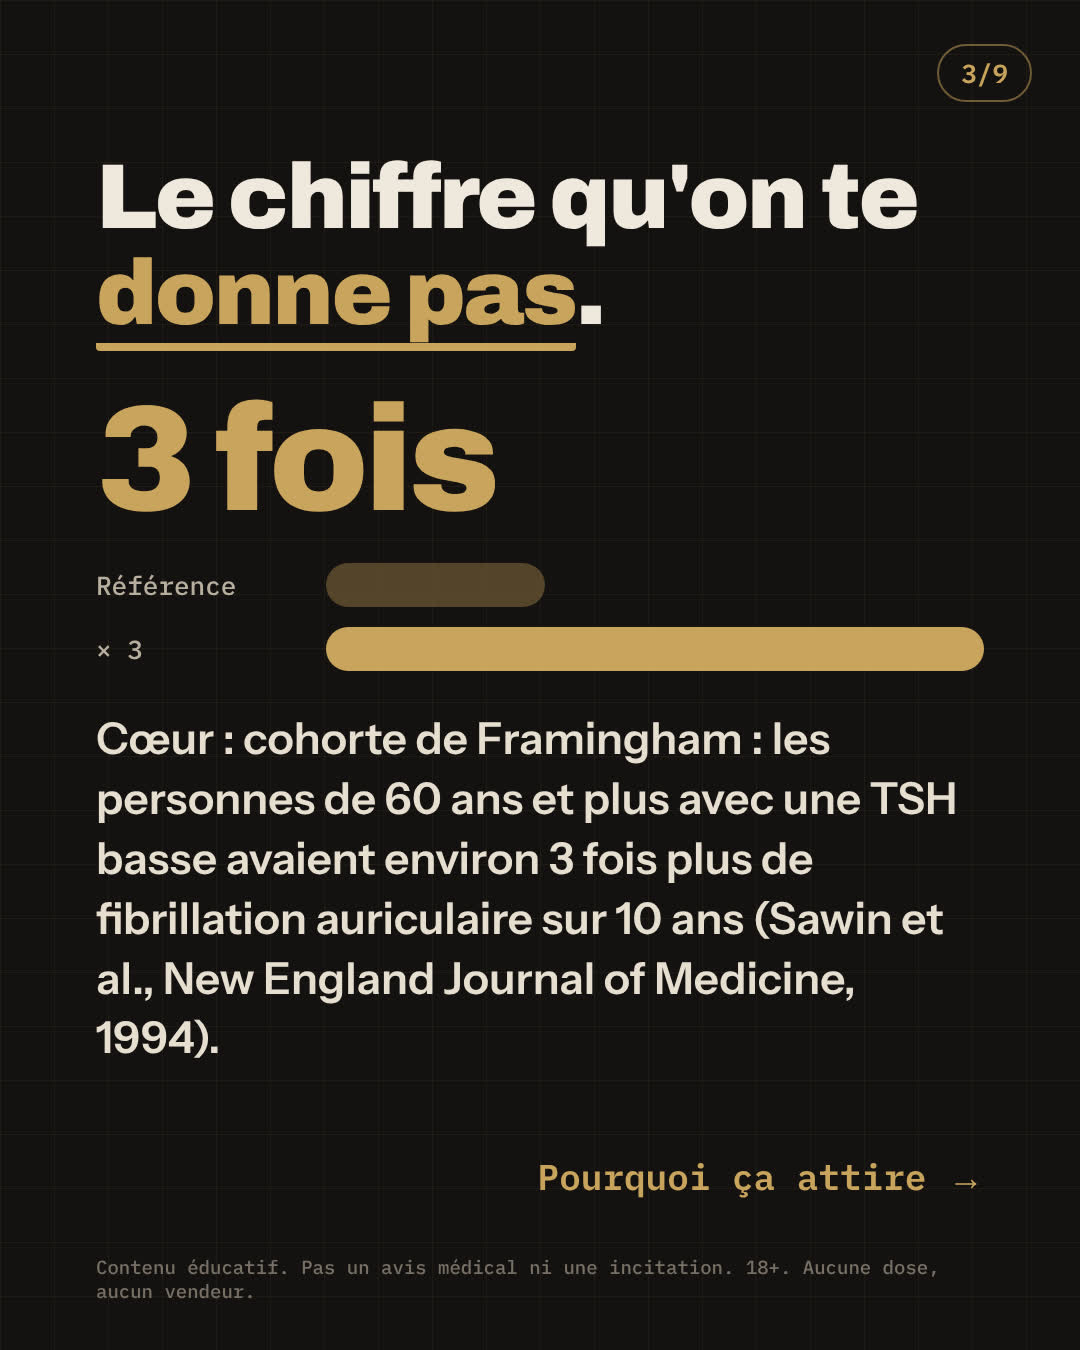 3/9
Le chiffre qu'on te
donne pas.
3 fois
Référence
× 3
Cœur : cohorte de Framingham : les
personnes de 60 ans et plus avec une TSH
basse avaient environ 3 fois plus de
fibrillation auriculaire sur 10 ans (Sawin et
al., New England Journal of Medicine,
1994).
Pourquoi ça attire →
Contenu éducatif. Pas un avis médical ni une incitation. 18+. Aucune dose,
aucun vendeur.